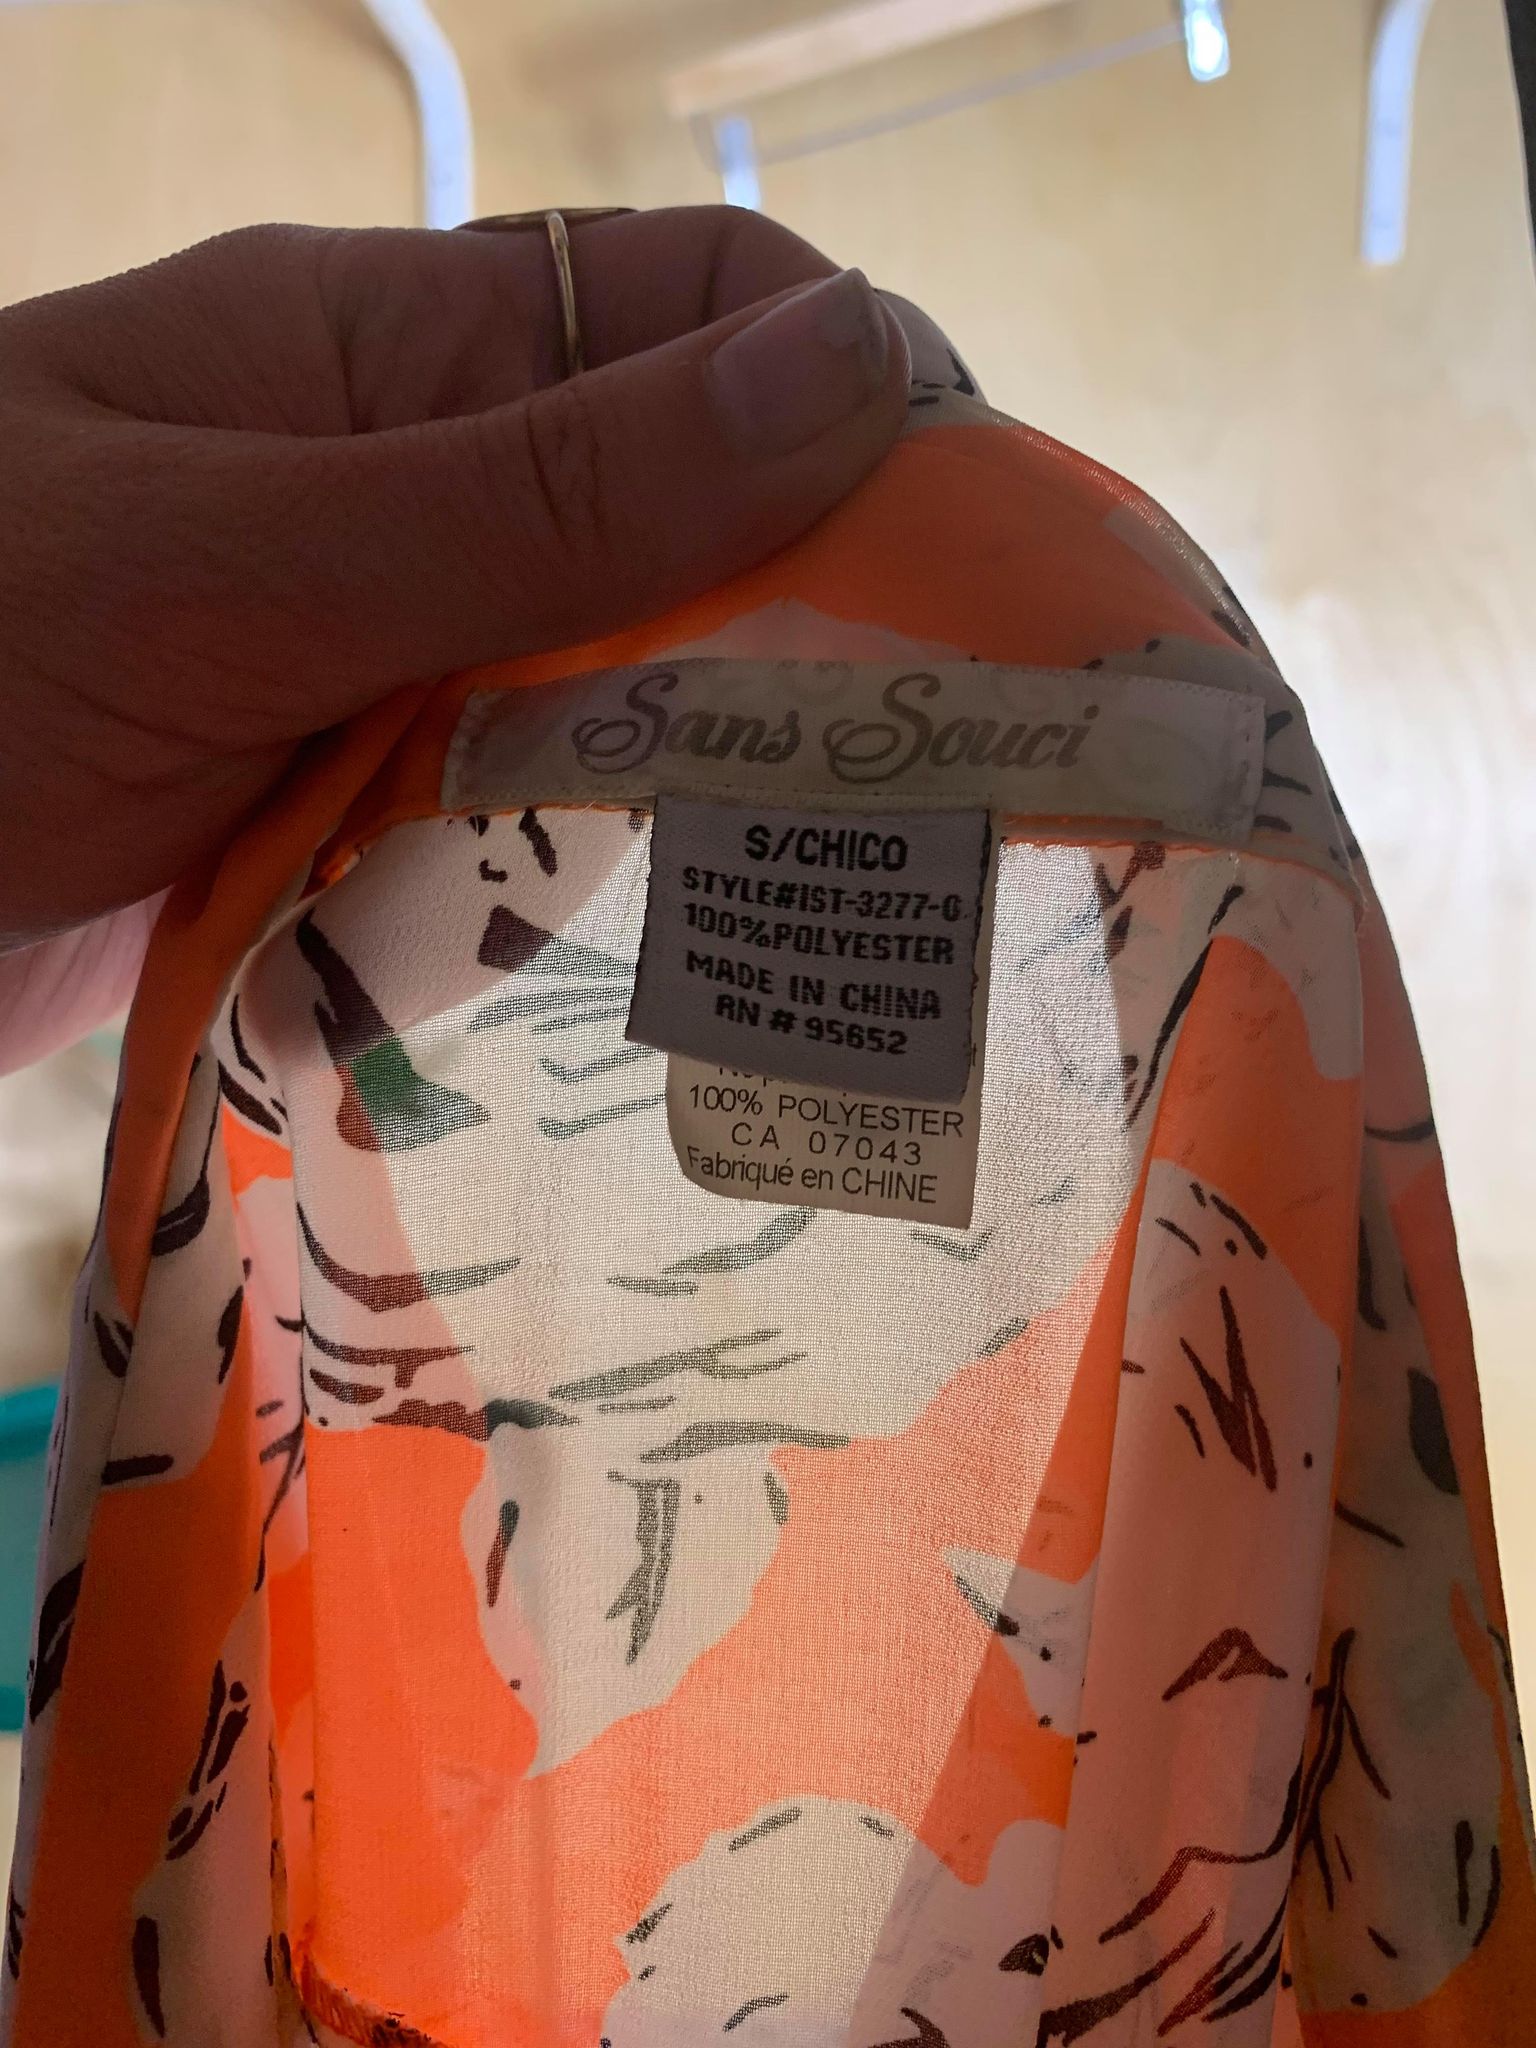 Sans Souci
S/CHICO
STYLE#IST-3277-G
100%POLYESTER
MADE IN CHINA
RN # 95652
100% POLYESTER
CA 07043
Fabriqué en CHINE